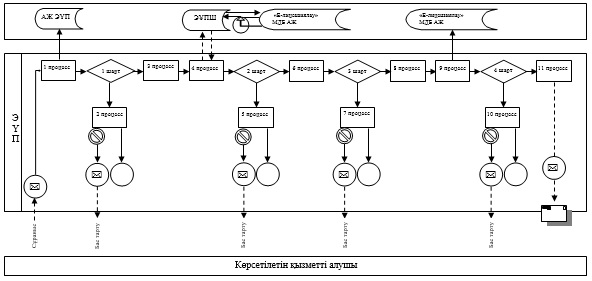 АЖ ЭҮП
ЭҮПШ
«Е-лицензиялау»
МДБ АЖ
«Е-лицензиялау»
МДБ АЖ
Э
Ү
П
1 процесс
1 шарт
3 процесс
4 процесс
2 шарт
6 процесс
3 шарт
8 процесс
9 процесс
4 шарт
11 процесс
2 процесс
5 процесс
7 процесс
10 процесс
Сұраныс
Бас тарту
Бас тарту
Бас тарту
Бас тарту
Көрсетілетін қызметті алушы